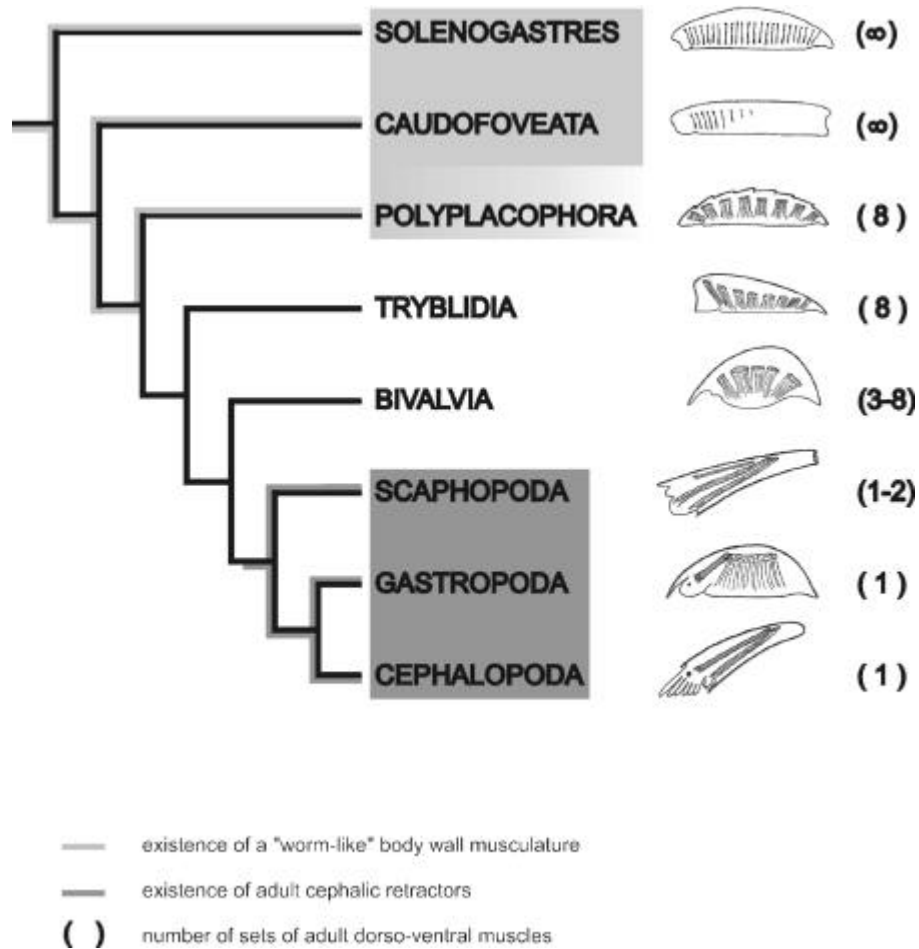 SOLENOGASTRES (∞)
CAUDOFOVEATA (∞)
POLYPLACOPHORA ( 8 )
TRYBLIDIA ( 8 )
BIVALVIA (3-8)
SCAPHOPODA (1-2)
GASTROPODA ( 1 )
CEPHALOPODA ( 1 )
existence of a "worm-like" body wall musculature
existence of adult cephalic retractors
( ) number of sets of adult dorso-ventral muscles